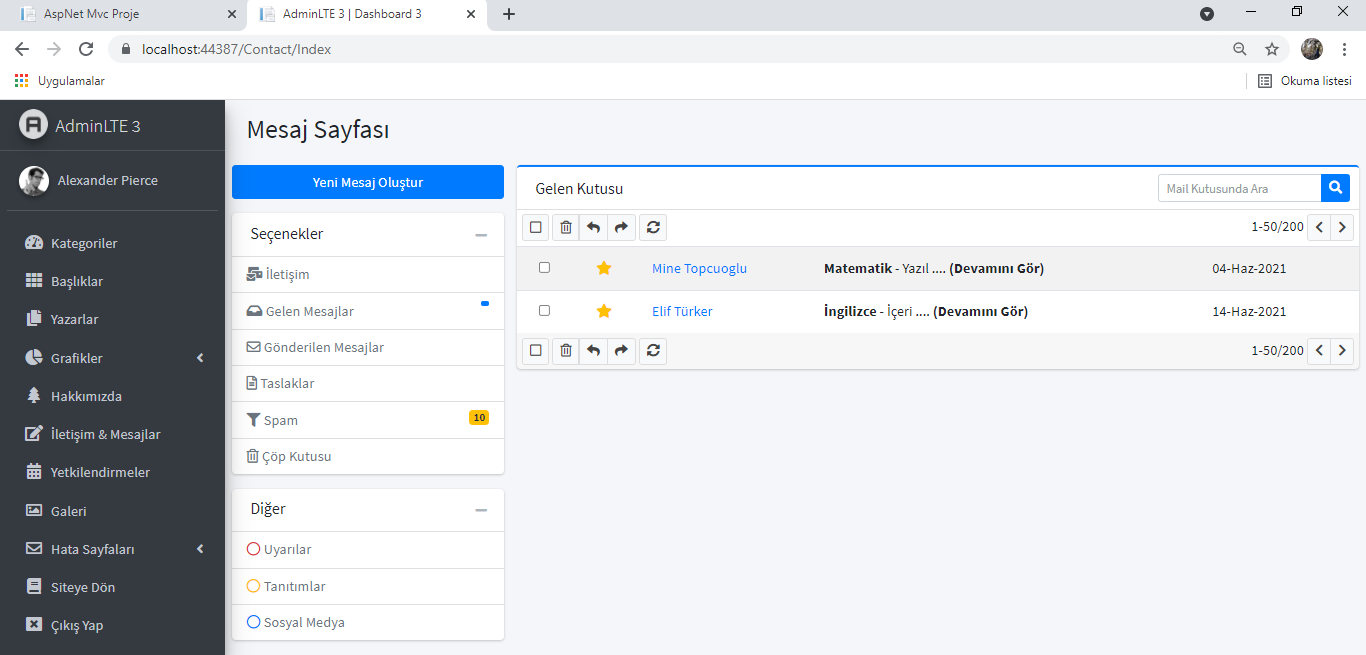 AspNet Mvc Proje
AdminLTE 3 | Dashboard 3
localhost:44387/Contact/Index
Uygulamalar
Okuma listesi
AdminLTE 3
Alexander Pierce
Kategoriler
Başlıklar
Yazarlar
Grafikler
Hakkımızda
İletişim & Mesajlar
Yetkilendirmeler
Galeri
Hata Sayfaları
Siteye Dön
Çıkış Yap
Mesaj Sayfası
Yeni Mesaj Oluştur
Seçenekler
İletişim
Gelen Mesajlar
Gönderilen Mesajlar
Taslaklar
Spam 10
Çöp Kutusu
Diğer
Uyarılar
Tanıtımlar
Sosyal Medya
Gelen Kutusu
Mail Kutusunda Ara
1-50/200
Mine Topcuoglu Matematik - Yazıl .... (Devamını Gör) 04-Haz-2021
Elif Türker İngilizce - İçeri .... (Devamını Gör) 14-Haz-2021
1-50/200